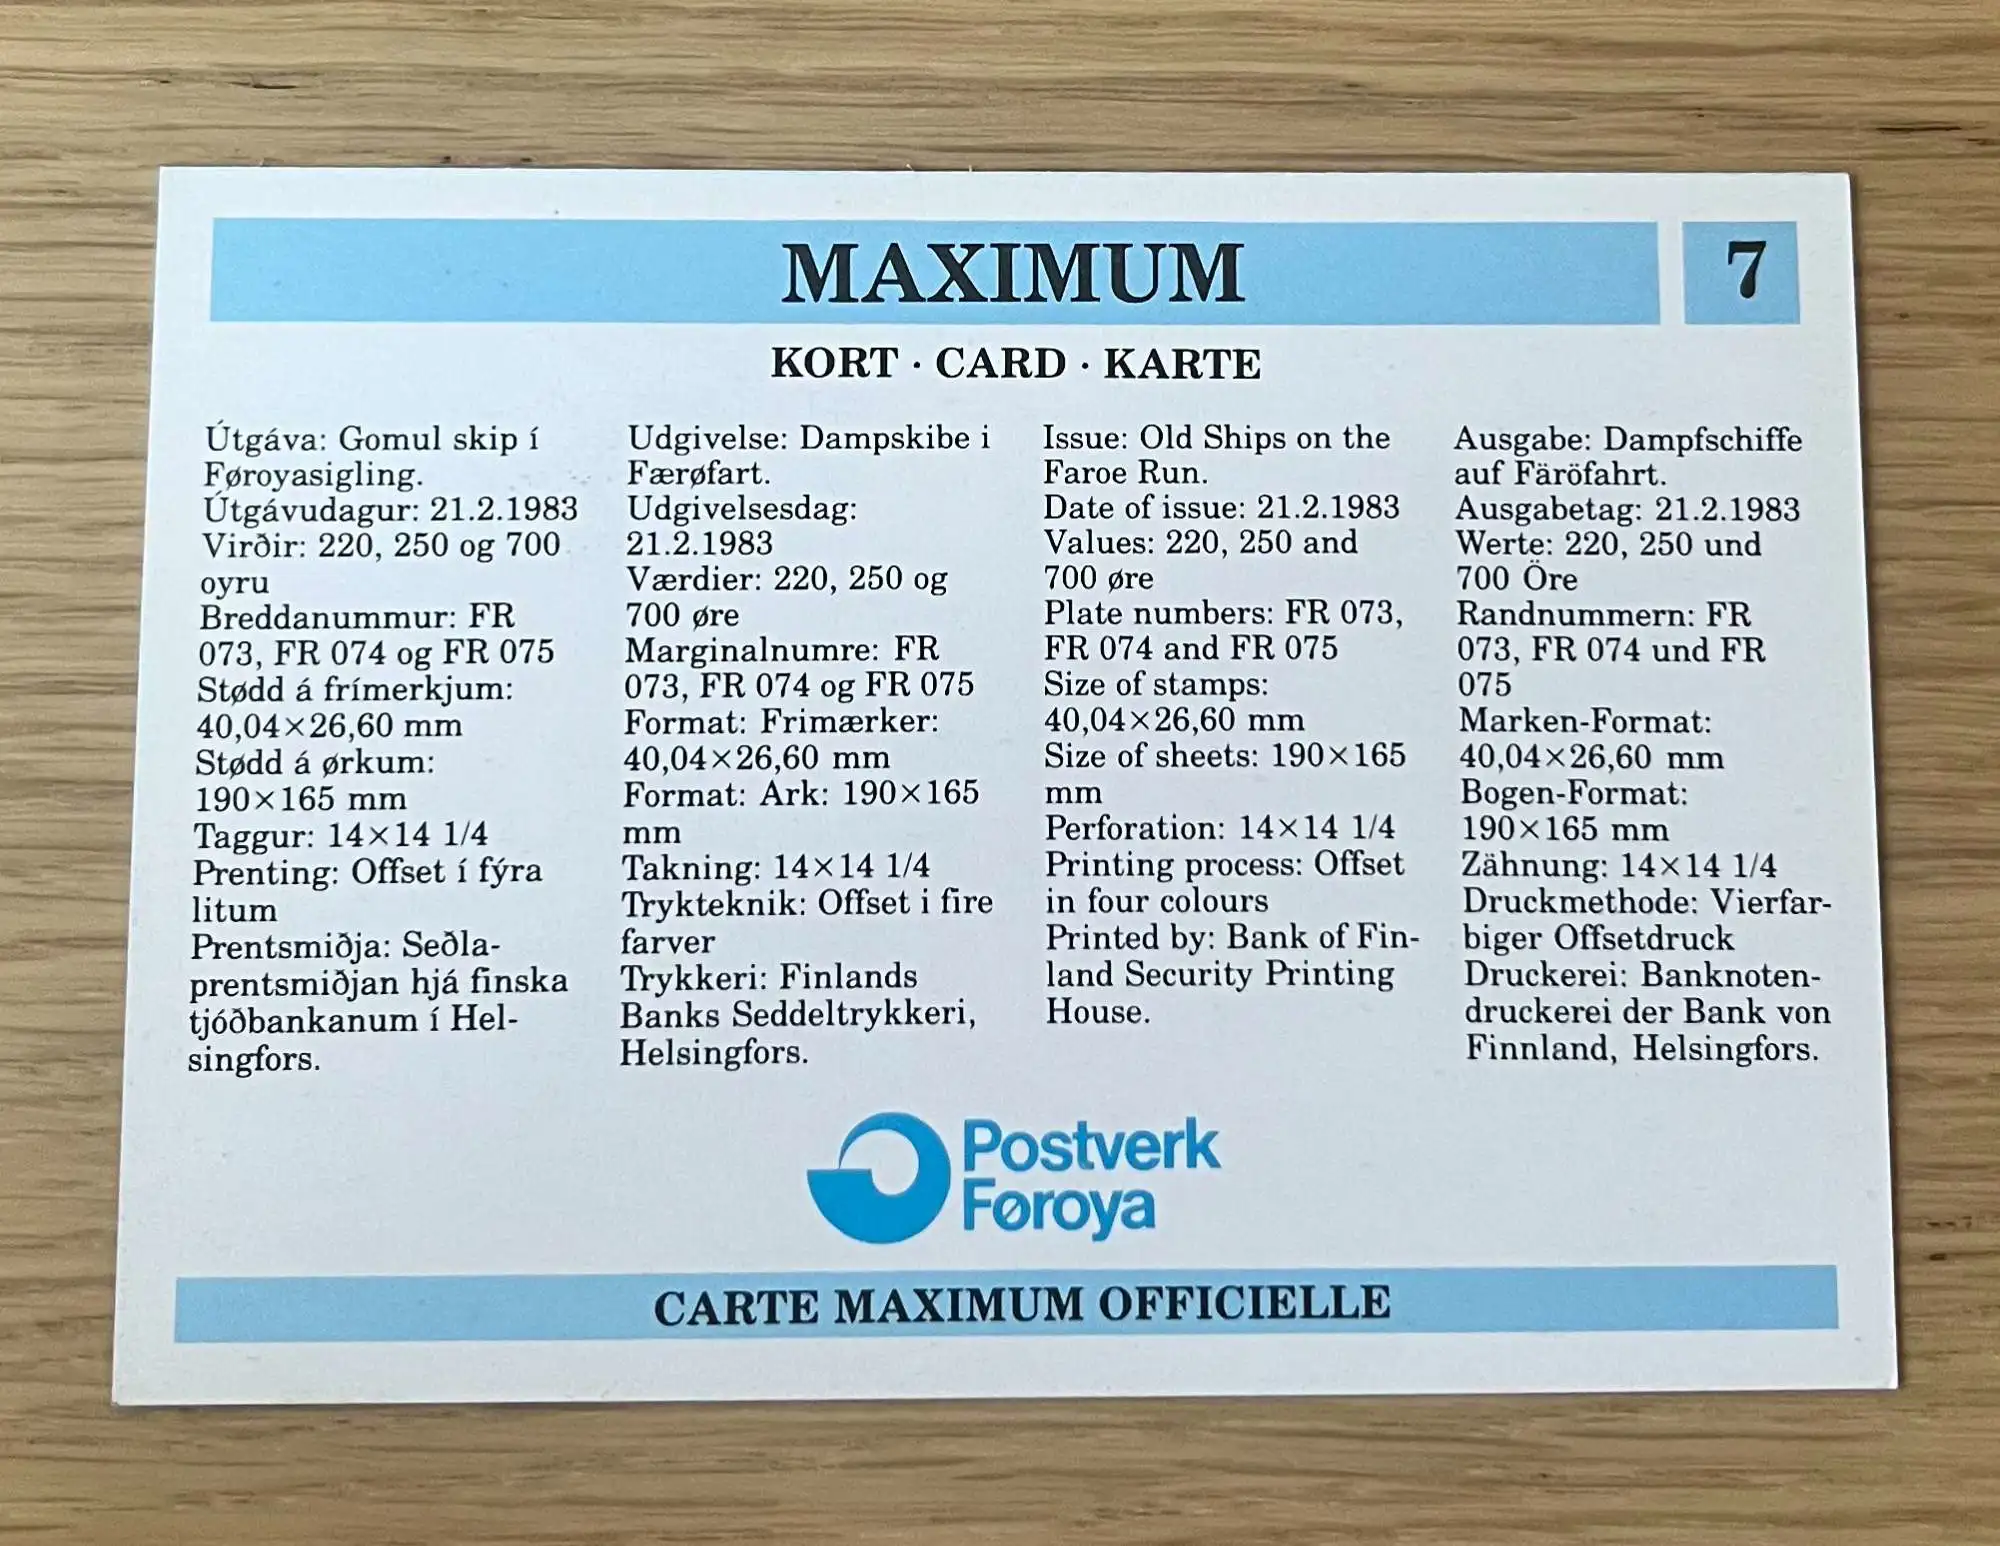 MAXIMUM
7
KORT · CARD · KARTE
Útgáva: Gomul skip í
Føroyasigling.
Útgávudagur: 21.2.1983
Virðir: 220, 250 og 700
oyru
Breddanummur: FR
073, FR 074 og FR 075
Stødd á frímerkjum:
40,04×26,60 mm
Stødd á ørkum:
190×165 mm
Taggur: 14×14 1/4
Prenting: Offset í fýra
litum
Prentsmiðja: Seðla-
prentsmiðjan hjá finska
tjóðbankanum í Hel-
singfors.
Udgivelse: Dampskibe i
Færøfart.
Udgivelsesdag:
21.2.1983
Værdier: 220, 250 og
700 øre
Marginalnumre: FR
073, FR 074 og FR 075
Format: Frimærker:
40,04×26,60 mm
Format: Ark: 190×165
mm
Takning: 14×14 1/4
Trykteknik: Offset i fire
farver
Trykkeri: Finlands
Banks Seddeltrykkeri,
Helsingfors.
Issue: Old Ships on the
Faroe Run.
Date of issue: 21.2.1983
Values: 220, 250 and
700 øre
Plate numbers: FR 073,
FR 074 and FR 075
Size of stamps:
40,04×26,60 mm
Size of sheets: 190×165
mm
Perforation: 14×14 1/4
Printing process: Offset
in four colours
Printed by: Bank of Fin-
land Security Printing
House.
Ausgabe: Dampfschiffe
auf Färöfahrt.
Ausgabetag: 21.2.1983
Werte: 220, 250 und
700 Öre
Randnummern: FR
073, FR 074 und FR
075
Marken-Format:
40,04×26,60 mm
Bogen-Format:
190×165 mm
Zähnung: 14×14 1/4
Druckmethode: Vierfar-
biger Offsetdruck
Druckerei: Banknoten-
druckerei der Bank von
Finnland, Helsingfors.
Postverk
Føroya
CARTE MAXIMUM OFFICIELLE